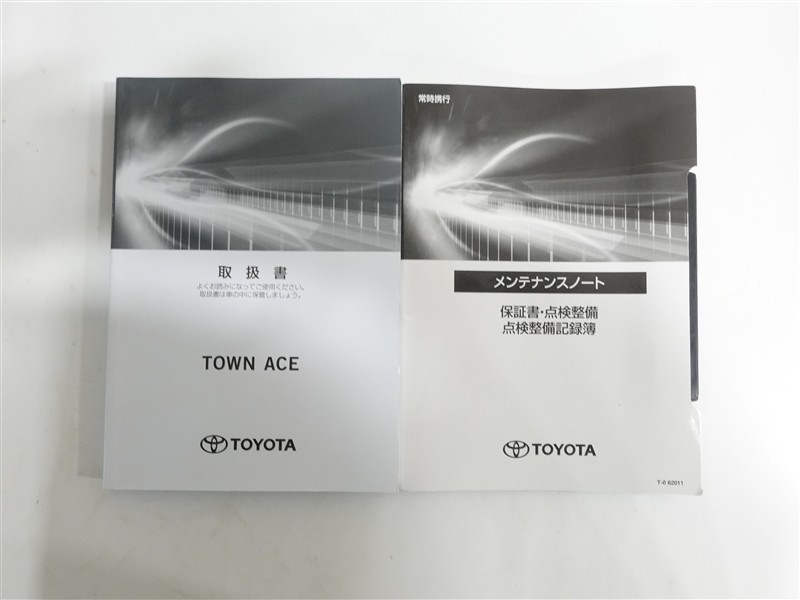 取扱書
よくお読みになってご使用ください。
取扱書は車の中に保管しましょう。
TOWN ACE
TOYOTA
常時携行
メンテナンスノート
保証書・点検整備
点検整備記録簿
TOYOTA
T-0 62011